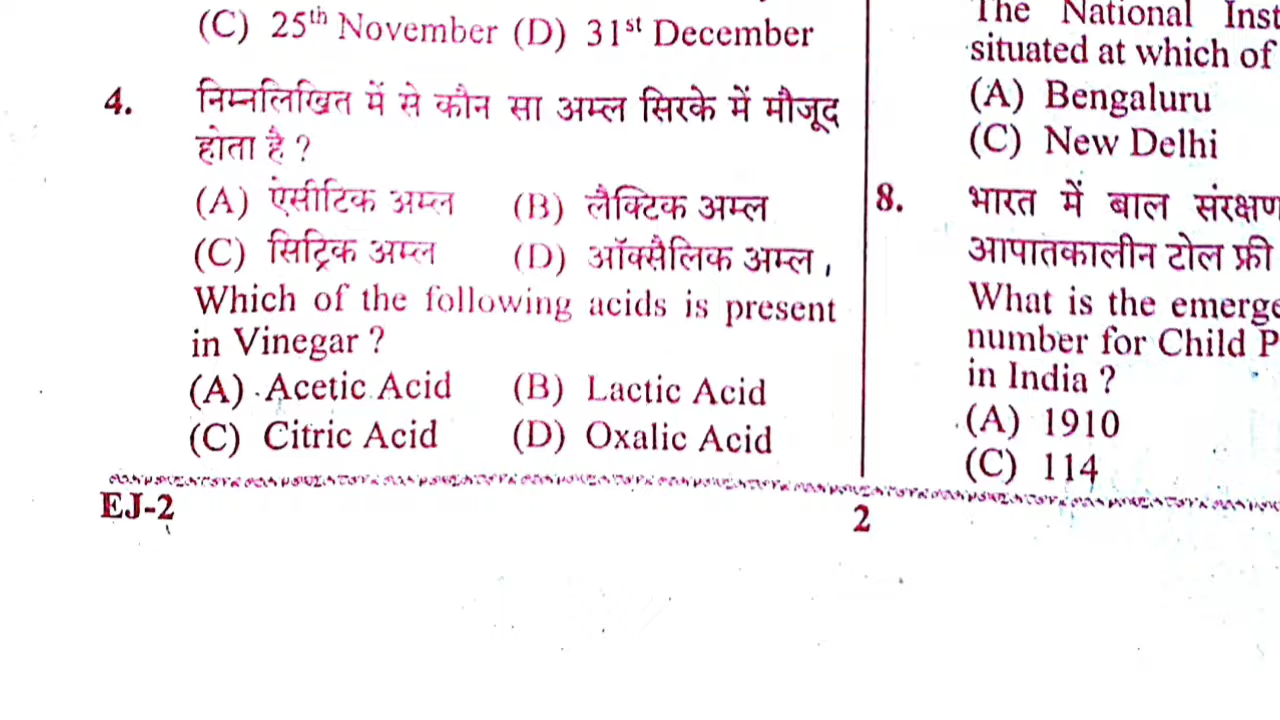 (C) 25th November (D) 31st December
4. निम्नलिखित में से कौन सा अम्ल सिरके में मौजूद
होता है ?
(A) ऐसीटिक अम्ल (B) लैक्टिक अम्ल
(C) सिट्रिक अम्ल (D) ऑक्सैलिक अम्ल
Which of the following acids is present
in Vinegar ?
(A) Acetic Acid (B) Lactic Acid
(C) Citric Acid (D) Oxalic Acid
EJ-2
2
The National Inst
situated at which of
(A) Bengaluru
(C) New Delhi
8. भारत में बाल संरक्षण
आपातकालीन टोल फ्री
What is the emerge
number for Child P
in India ?
(A) 1910
(C) 114